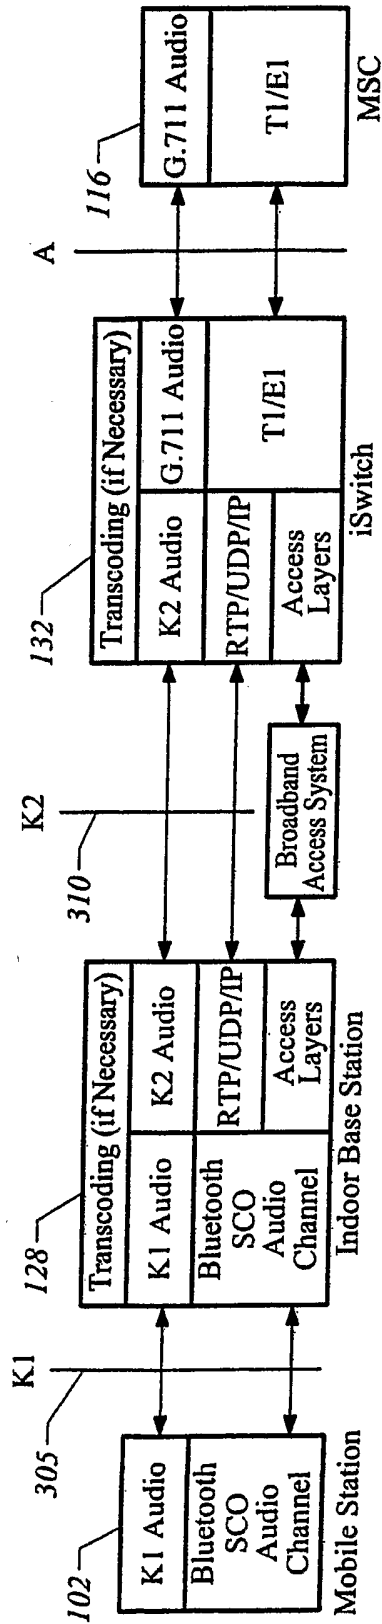 102
K1 Audio
Bluetooth
SCO
Audio
Channel
Mobile Station
305
K1
128
Transcoding (if Necessary)
K1 Audio
K2 Audio
Bluetooth
SCO
Audio
Channel
RTP/UDP/IP
Access
Layers
Indoor Base Station
310
K2
Broadband
Access System
132
Transcoding (if Necessary)
K2 Audio
G.711 Audio
RTP/UDP/IP
T1/E1
Access
Layers
iSwitch
A
116
G.711 Audio
T1/E1
MSC